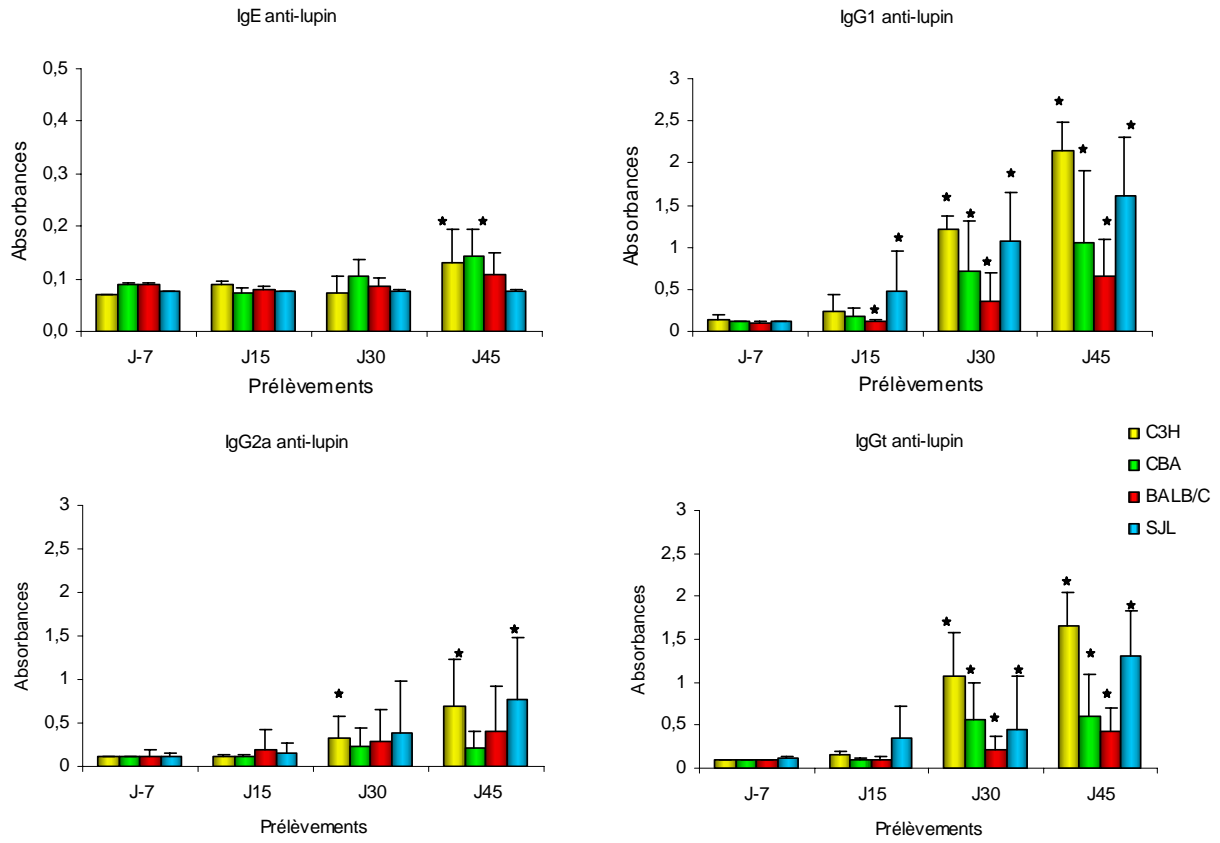 IgE anti-lupin
0,5
0,4
0,3
0,2
0,1
0,0
Absorbances
J-7 J15 J30 J45
Prélèvements
IgG1 anti-lupin
3
2,5
2
1,5
1
0,5
0
Absorbances
J-7 J15 J30 J45
Prélèvements
IgG2a anti-lupin
3
2,5
2
1,5
1
0,5
0
Absorbances
J-7 J15 J30 J45
Prélèvements
IgGt anti-lupin
3
2,5
2
1,5
1
0,5
0
Absorbances
J-7 J15 J30 J45
Prélèvements
C3H
CBA
BALB/C
SJL